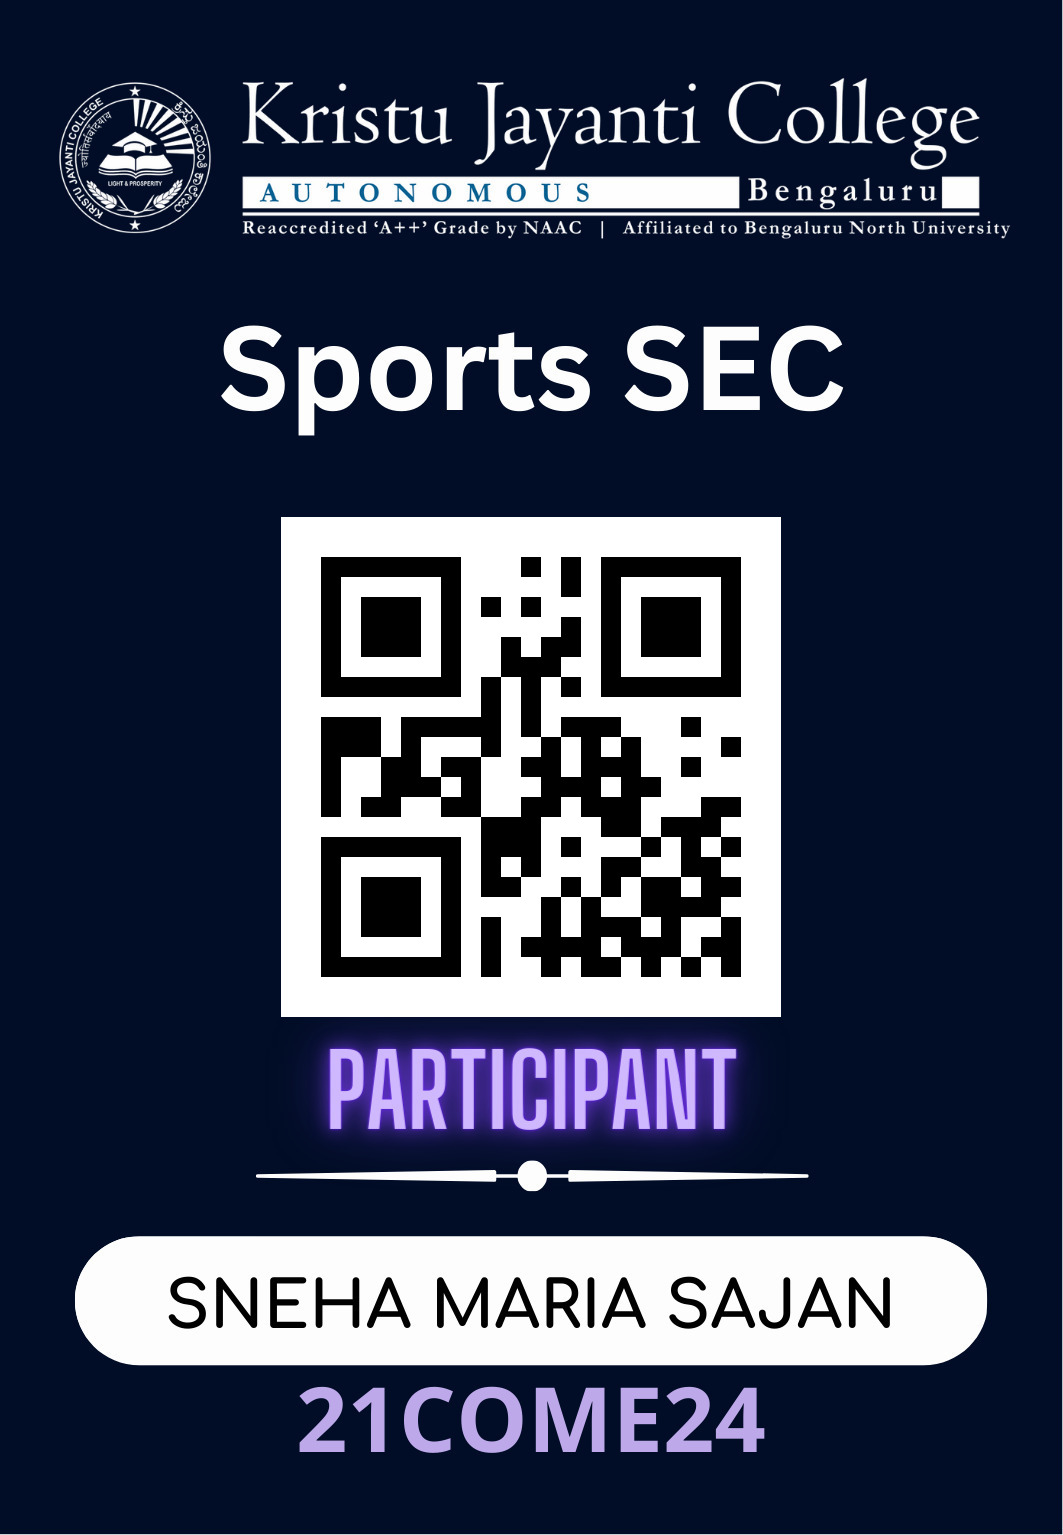 KRISTU JAYANTI COLLEGE
ಕ್ರಿಸ್ತು ಜಯಂತಿ ಕಾಲೇಜು
LIGHT & PROSPERITY
Kristu Jayanti College
AUTONOMOUS Bengaluru
Reaccredited ‘A++’ Grade by NAAC | Affiliated to Bengaluru North University
Sports SEC
PARTICIPANT
SNEHA MARIA SAJAN
21COME24